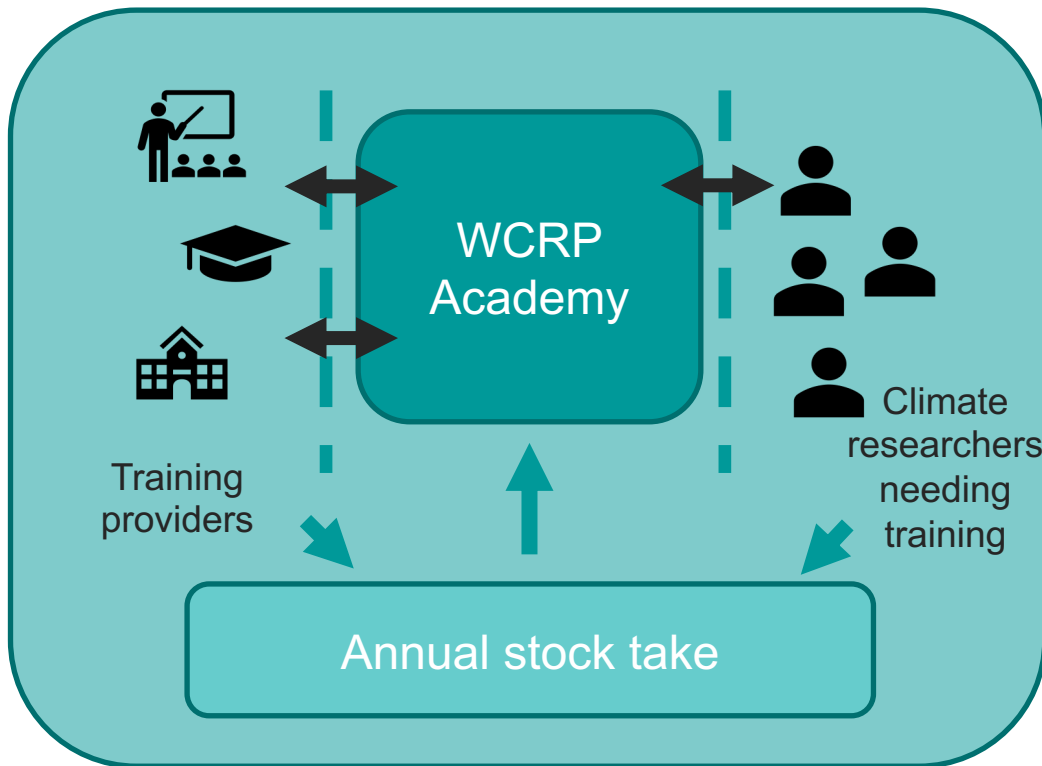 WCRP
Academy
Training
providers
Climate
researchers
needing
training
Annual stock take